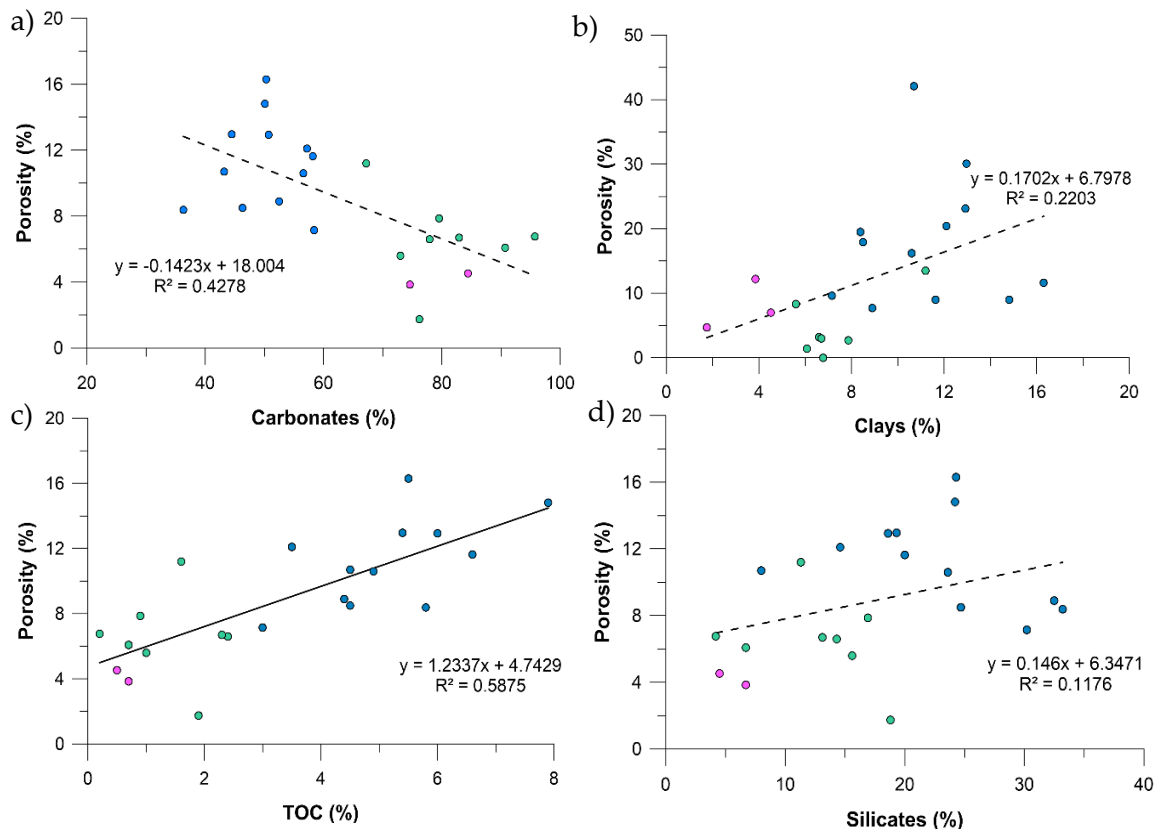 a)
20
16
12
8
4
0
Porosity (%)
y = -0.1423x + 18.004
R² = 0.4278
20 40 60 80 100
Carbonates (%)
b)
50
40
30
20
10
0
Porosity (%)
y = 0.1702x + 6.7978
R² = 0.2203
0 4 8 12 16 20
Clays (%)
c)
20
16
12
8
4
0
Porosity (%)
y = 1.2337x + 4.7429
R² = 0.5875
0 2 4 6 8
TOC (%)
d)
20
16
12
8
4
0
Porosity (%)
y = 0.146x + 6.3471
R² = 0.1176
0 10 20 30 40
Silicates (%)